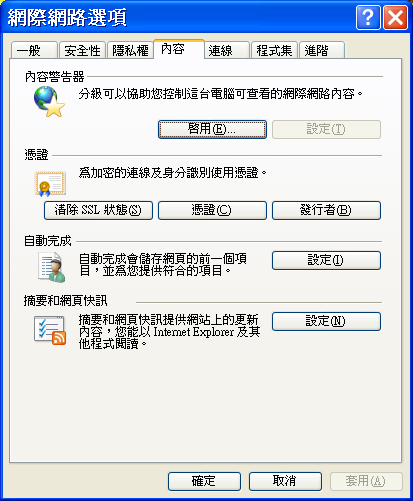 網際網路選項
一般 安全性 隱私權 內容 連線 程式集 進階
內容警告器
分級可以協助您控制這台電腦可查看的網際網路內容。
啟用(E)... 設定(T)
憑證
為加密的連線及身分識別使用憑證。
清除 SSL 狀態(S) 憑證(C) 發行者(B)
自動完成
自動完成會儲存網頁的前一個項
目，並為您提供符合的項目。
設定(I)
摘要和網頁快訊
摘要和網頁快訊提供網站上的更新
內容，您能以 Internet Explorer 及其
他程式閱讀。
設定(N)
確定 取消 套用(A)